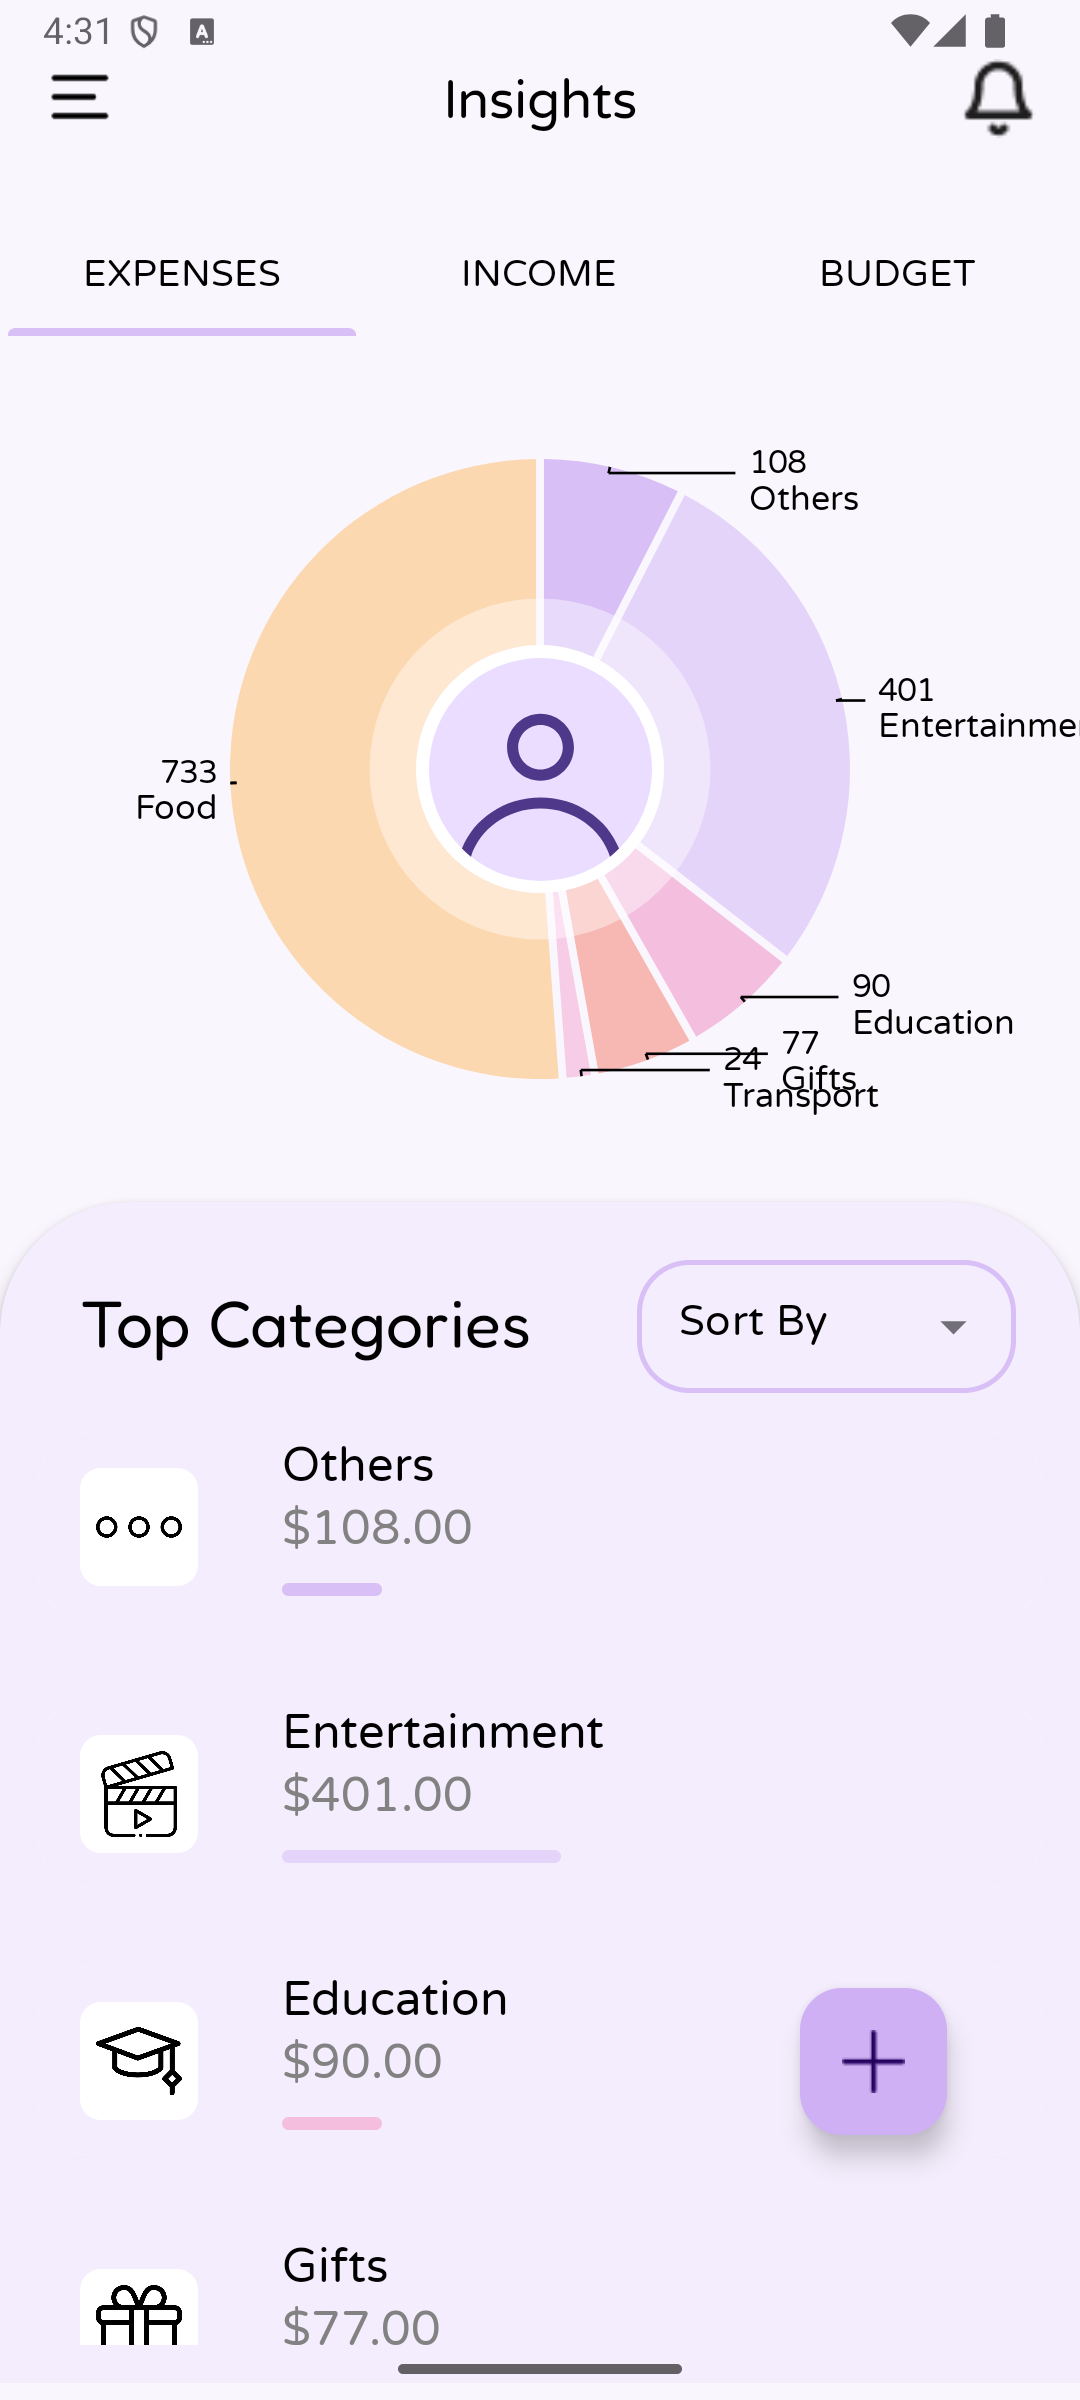 4:31
Insights
EXPENSES
INCOME
BUDGET
108
Others
401
Entertainme
733
Food
90
Education
77
Gifts
24
Transport
Top Categories
Sort By
Others
$108.00
Entertainment
$401.00
Education
$90.00
Gifts
$77.00